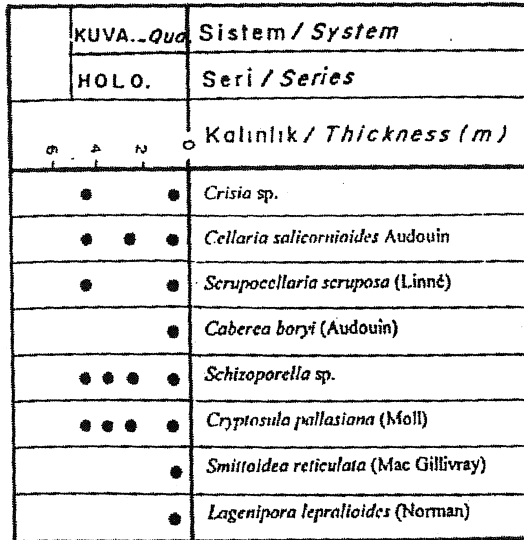 KUVA.-Qua. Sistem / System
HOLO. Seri / Series
6 4 2 0 Kalınlık / Thickness (m)
Crisia sp.
Cellaria salicornioides Audouin
Scrupocellaria scruposa (Linné)
Caberea boryi (Audouin)
Schizoporella sp.
Cryptosula pallasiana (Moll)
Smittoidea reticulata (Mac Gillivray)
Lagenipora lepralioides (Norman)